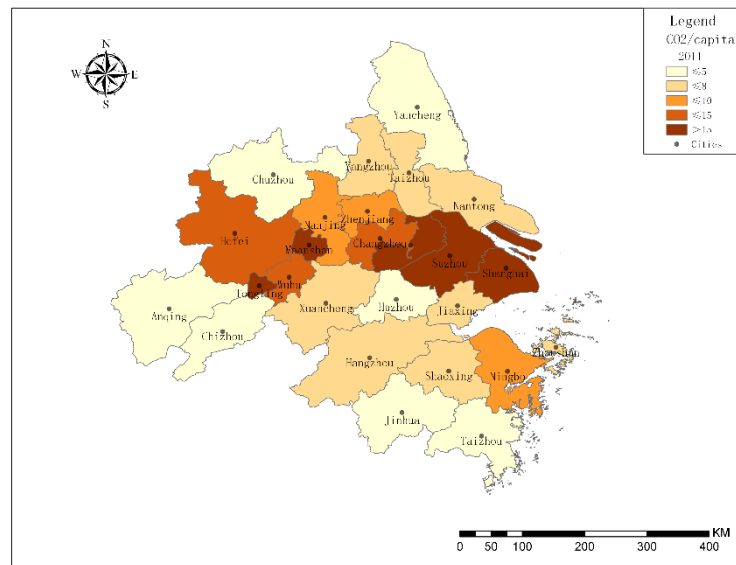 Legend
CO2/capita
2011
≤5
≤8
≤10
≤15
>15
Cities
N
W
E
S
Yancheng
Yangzhou
Taizhou
Chuzhou
Nantong
Nanjing
Zhenjiang
Hefei
Maanshan
Changzhou
Suzhou
Shanghai
Tongling
Wuhu
Anqing
Xuancheng
Huzhou
Jiaxing
Chizhou
Hangzhou
Shaoxing
Ningbo
Zhoushan
Jinhua
Taizhou
KM
0 25 50 100 200 300 400